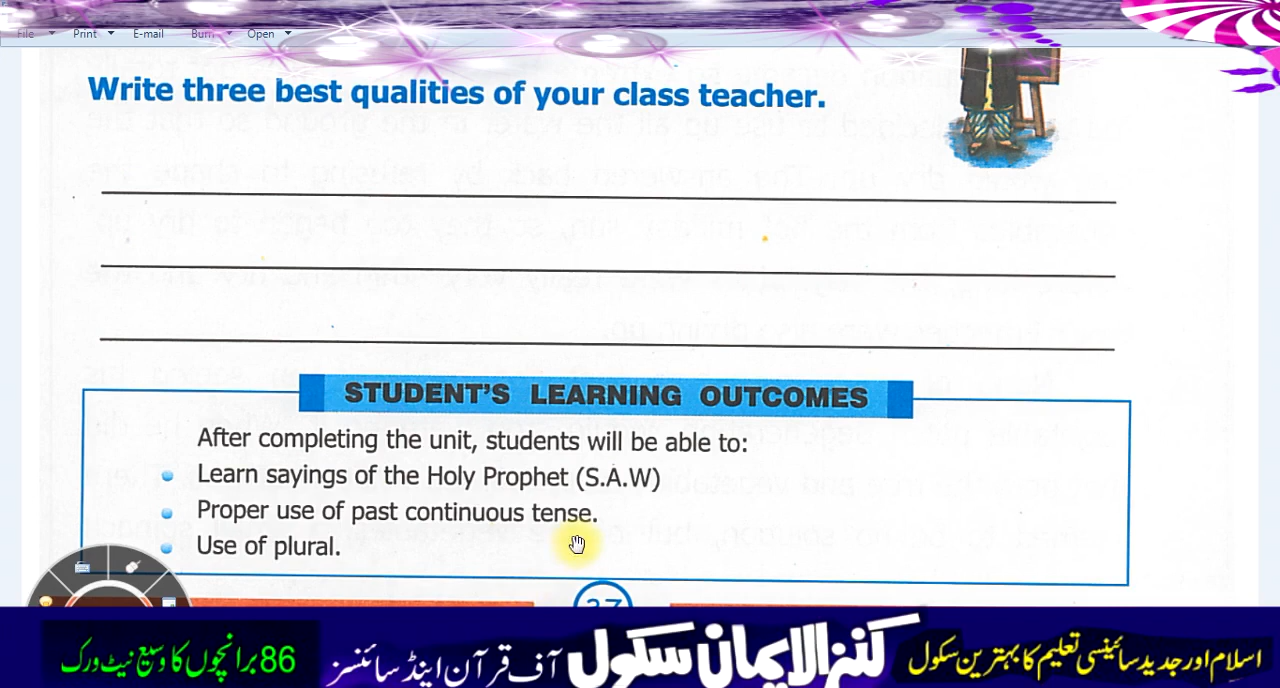 File Print E-mail Burn Open
Write three best qualities of your class teacher.
STUDENT'S LEARNING OUTCOMES
After completing the unit, students will be able to:
Learn sayings of the Holy Prophet (S.A.W)
Proper use of past continuous tense.
Use of plural.
37
اسلام اور جدید سائینسی تعلیم کا بہترین سکول کنزالایمان سکول آف قرآن اینڈ سائنسز 86 برانچوں کا وسیع نیٹ ورک